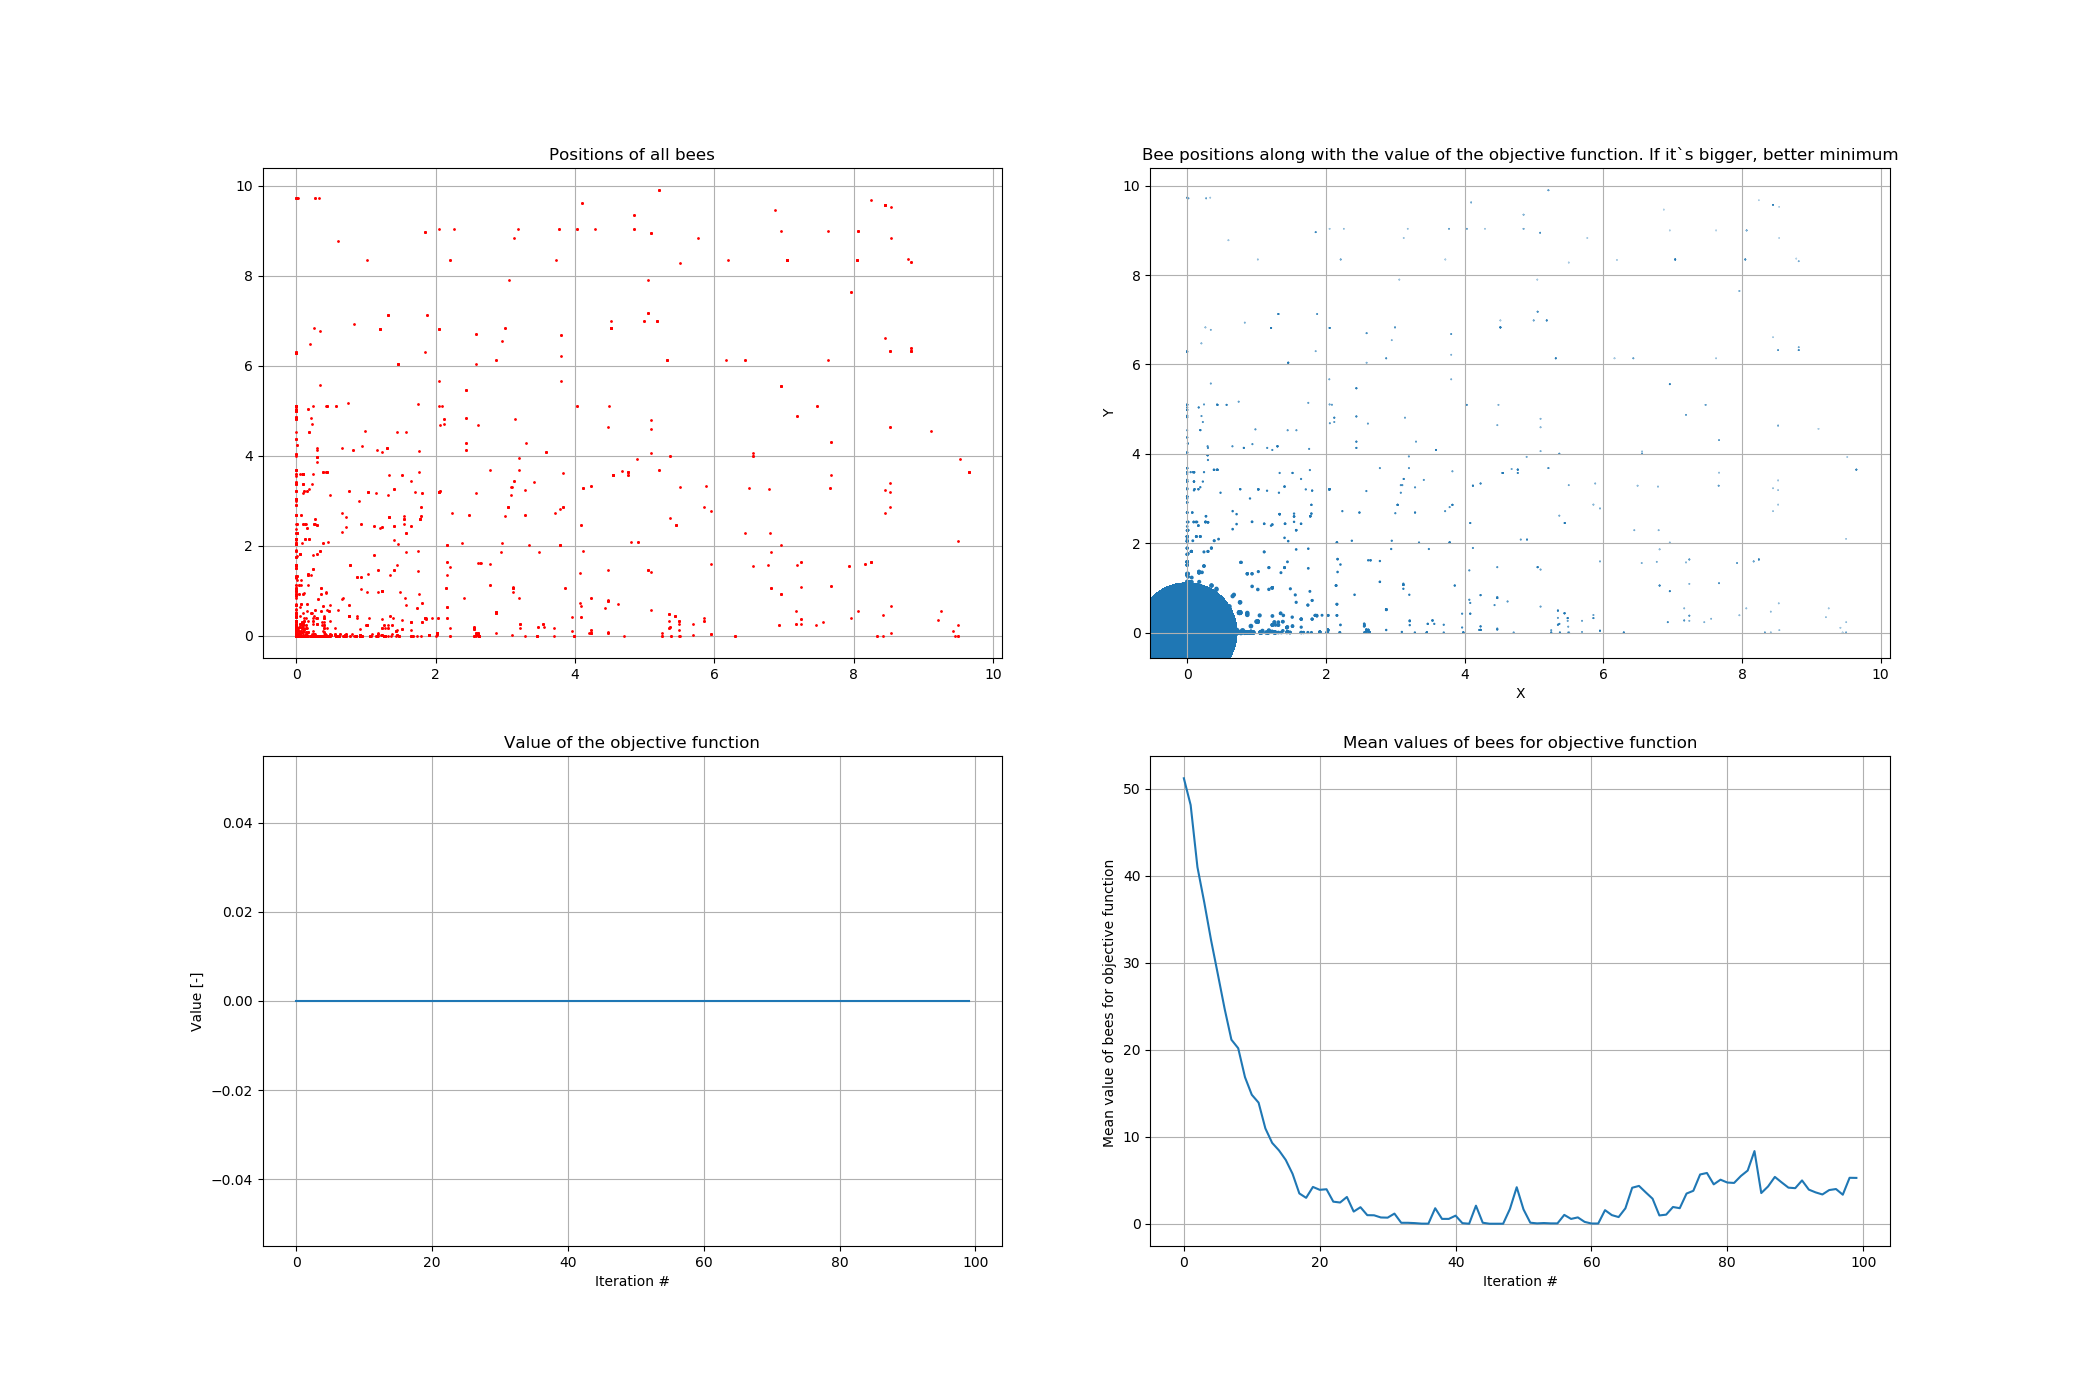 Positions of all bees
10
8
6
4
2
0
0 2 4 6 8 10
Bee positions along with the value of the objective function. If it`s bigger, better minimum
Y
10
8
6
4
2
0
0 2 4 6 8 10
X
Value of the objective function
Value [-]
0.04
0.02
0.00
−0.02
−0.04
0 20 40 60 80 100
Iteration #
Mean values of bees for objective function
Mean value of bees for objective function
50
40
30
20
10
0
0 20 40 60 80 100
Iteration #